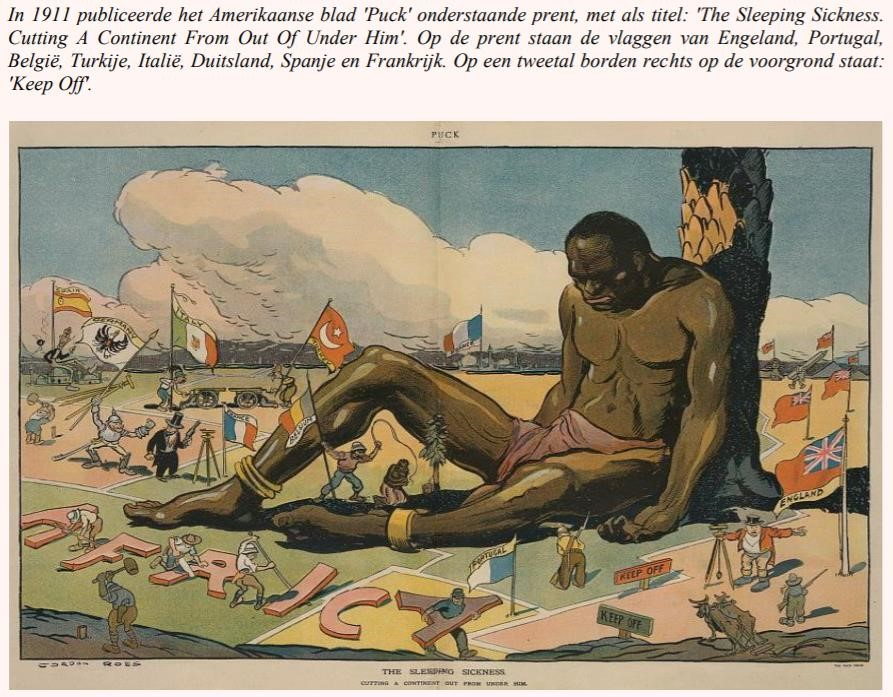 In 1911 publiceerde het Amerikaanse blad 'Puck' onderstaande prent, met als titel: 'The Sleeping Sickness.
Cutting A Continent From Out Of Under Him'. Op de prent staan de vlaggen van Engeland, Portugal,
België, Turkije, Italië, Duitsland, Spanje en Frankrijk. Op een tweetal borden rechts op de voorgrond staat:
'Keep Off'.
PUCK
SPAIN
GERMANY
ITALY
BELGIUM
ENGLAND
PORTUGAL
KEEP OFF
KEEP OFF
AFRICA
GORDON ROSS
THE SLEEPING SICKNESS.
CUTTING A CONTINENT OUT FROM UNDER HIM.